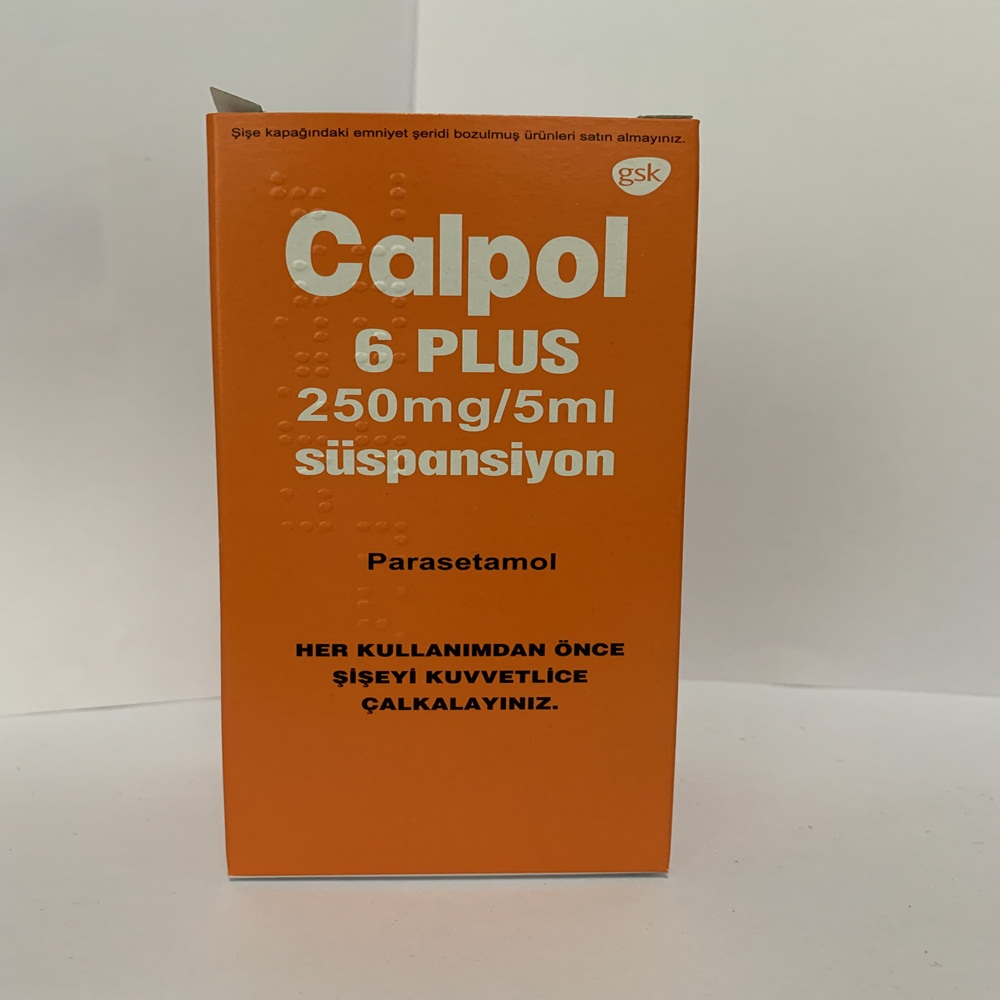 Şişe kapağındaki emniyet şeridi bozulmuş ürünleri satın almayınız.
gsk
Calpol
6 PLUS
250mg/5ml
süspansiyon
Parasetamol
HER KULLANIMDAN ÖNCE
ŞİŞEYİ KUVVETLİCE
ÇALKALAYINIZ.